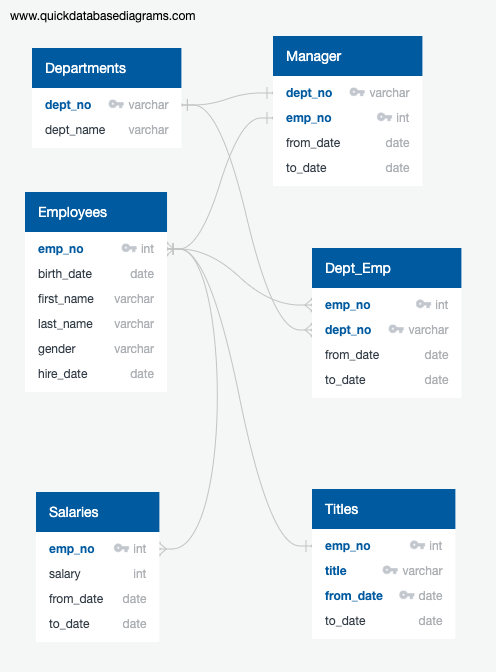 www.quickdatabasediagrams.com
Departments
dept_no varchar
dept_name varchar
Manager
dept_no varchar
emp_no int
from_date date
to_date date
Employees
emp_no int
birth_date date
first_name varchar
last_name varchar
gender varchar
hire_date date
Dept_Emp
emp_no int
dept_no varchar
from_date date
to_date date
Salaries
emp_no int
salary int
from_date date
to_date date
Titles
emp_no int
title varchar
from_date date
to_date date